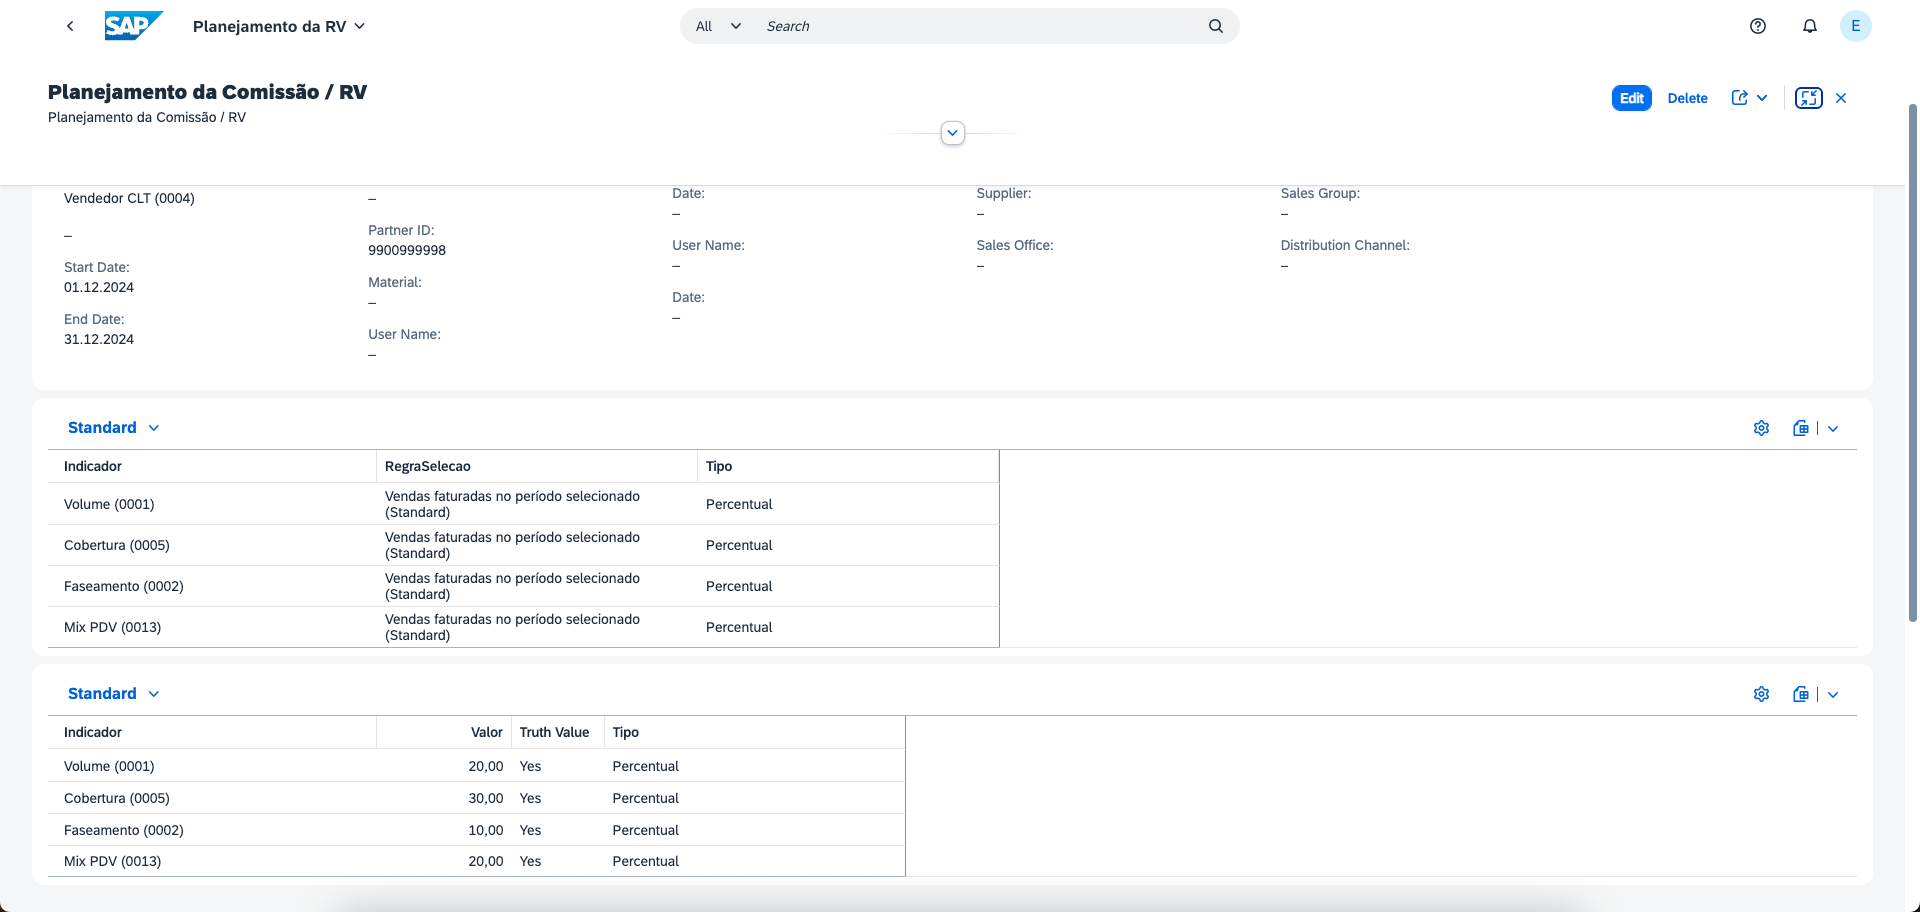 SAP
Planejamento da RV
All
Search
E
Planejamento da Comissão / RV
Planejamento da Comissão / RV
Edit
Delete
Vendedor CLT (0004)
–
Start Date:
01.12.2024
End Date:
31.12.2024
–
Partner ID:
9900999998
Material:
–
User Name:
–
Date:
–
User Name:
–
Date:
–
Supplier:
–
Sales Office:
–
Sales Group:
–
Distribution Channel:
–
Standard
Indicador RegraSelecao Tipo
Volume (0001) Vendas faturadas no período selecionado
(Standard) Percentual
Cobertura (0005) Vendas faturadas no período selecionado
(Standard) Percentual
Faseamento (0002) Vendas faturadas no período selecionado
(Standard) Percentual
Mix PDV (0013) Vendas faturadas no período selecionado
(Standard) Percentual
Standard
Indicador Valor Truth Value Tipo
Volume (0001) 20,00 Yes Percentual
Cobertura (0005) 30,00 Yes Percentual
Faseamento (0002) 10,00 Yes Percentual
Mix PDV (0013) 20,00 Yes Percentual